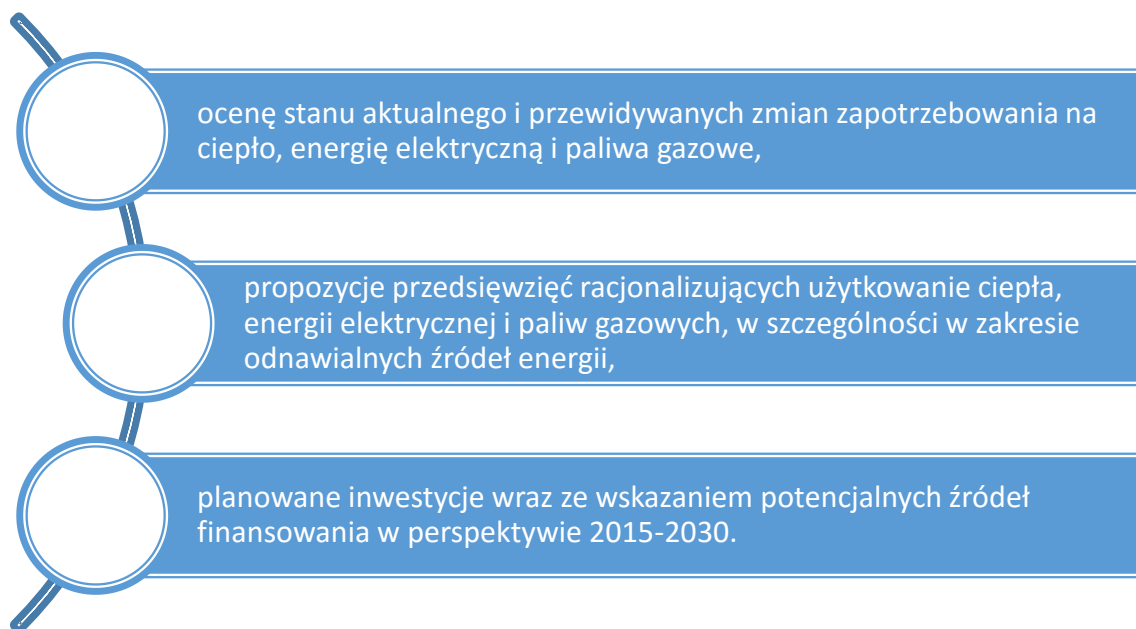 ocenę stanu aktualnego i przewidywanych zmian zapotrzebowania na
ciepło, energię elektryczną i paliwa gazowe,
propozycje przedsięwzięć racjonalizujących użytkowanie ciepła,
energii elektrycznej i paliw gazowych, w szczególności w zakresie
odnawialnych źródeł energii,
planowane inwestycje wraz ze wskazaniem potencjalnych źródeł
finansowania w perspektywie 2015-2030.